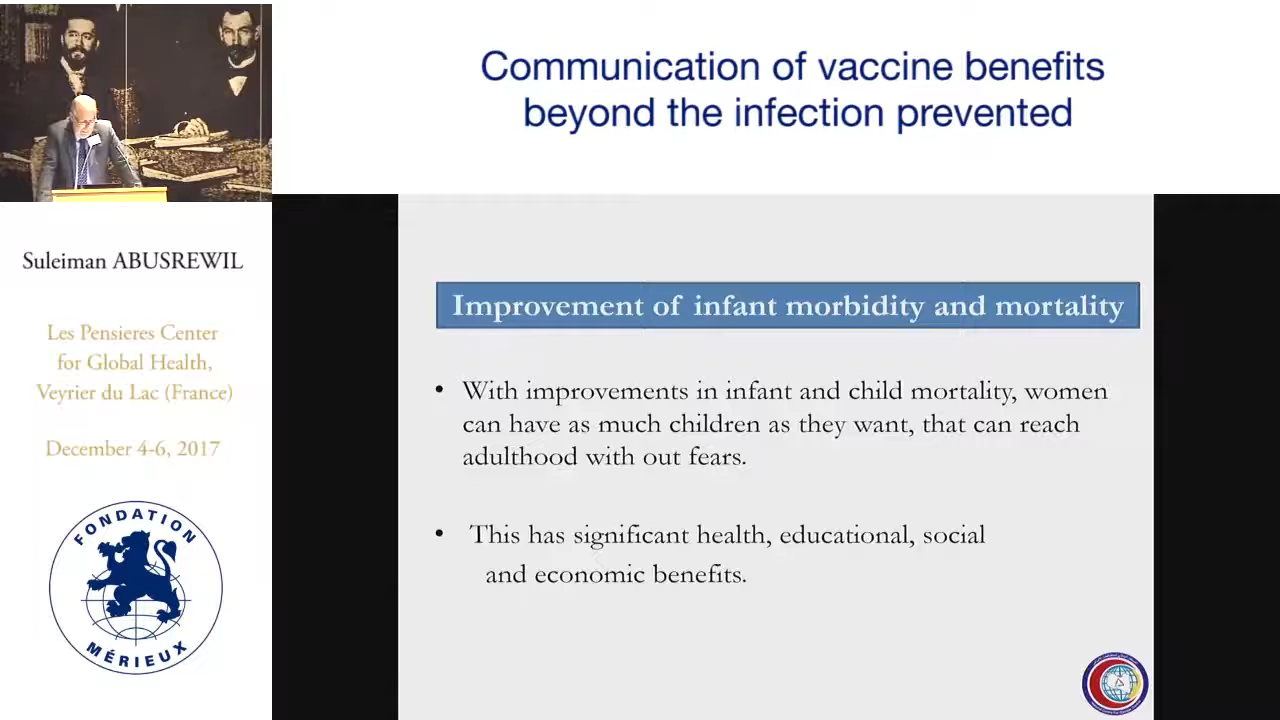 Communication of vaccine benefits
beyond the infection prevented
Suleiman ABUSREWIL
Les Pensieres Center
for Global Health,
Veyrier du Lac (France)
December 4-6, 2017
FONDATION
MÉRIEUX
Improvement of infant morbidity and mortality
• With improvements in infant and child mortality, women
can have as much children as they want, that can reach
adulthood with out fears.
• This has significant health, educational, social
and economic benefits.